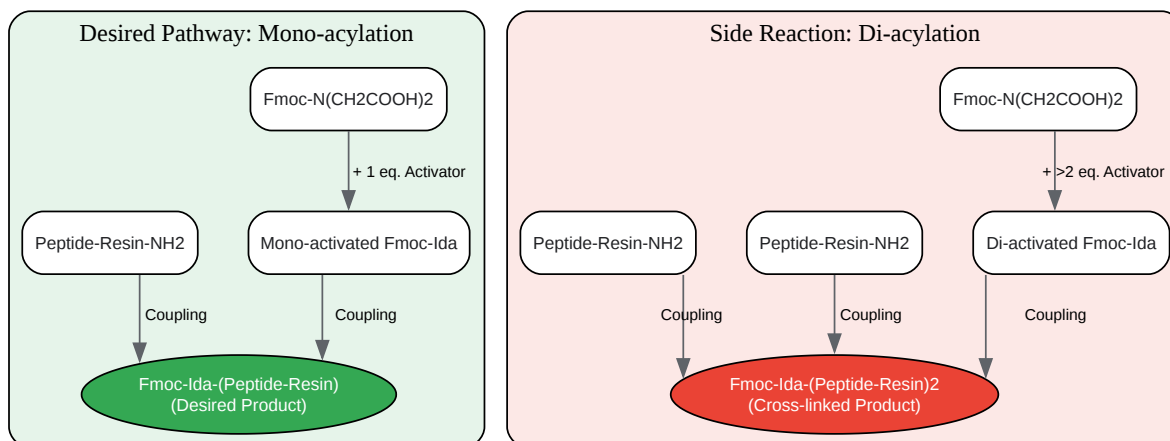 Desired Pathway: Mono-acylation
Fmoc-N(CH2COOH)2
+ 1 eq. Activator
Peptide-Resin-NH2
Mono-activated Fmoc-Ida
Coupling
Coupling
Fmoc-Ida-(Peptide-Resin)
(Desired Product)
Side Reaction: Di-acylation
Fmoc-N(CH2COOH)2
+ >2 eq. Activator
Peptide-Resin-NH2
Peptide-Resin-NH2
Di-activated Fmoc-Ida
Coupling
Coupling
Coupling
Fmoc-Ida-(Peptide-Resin)2
(Cross-linked Product)